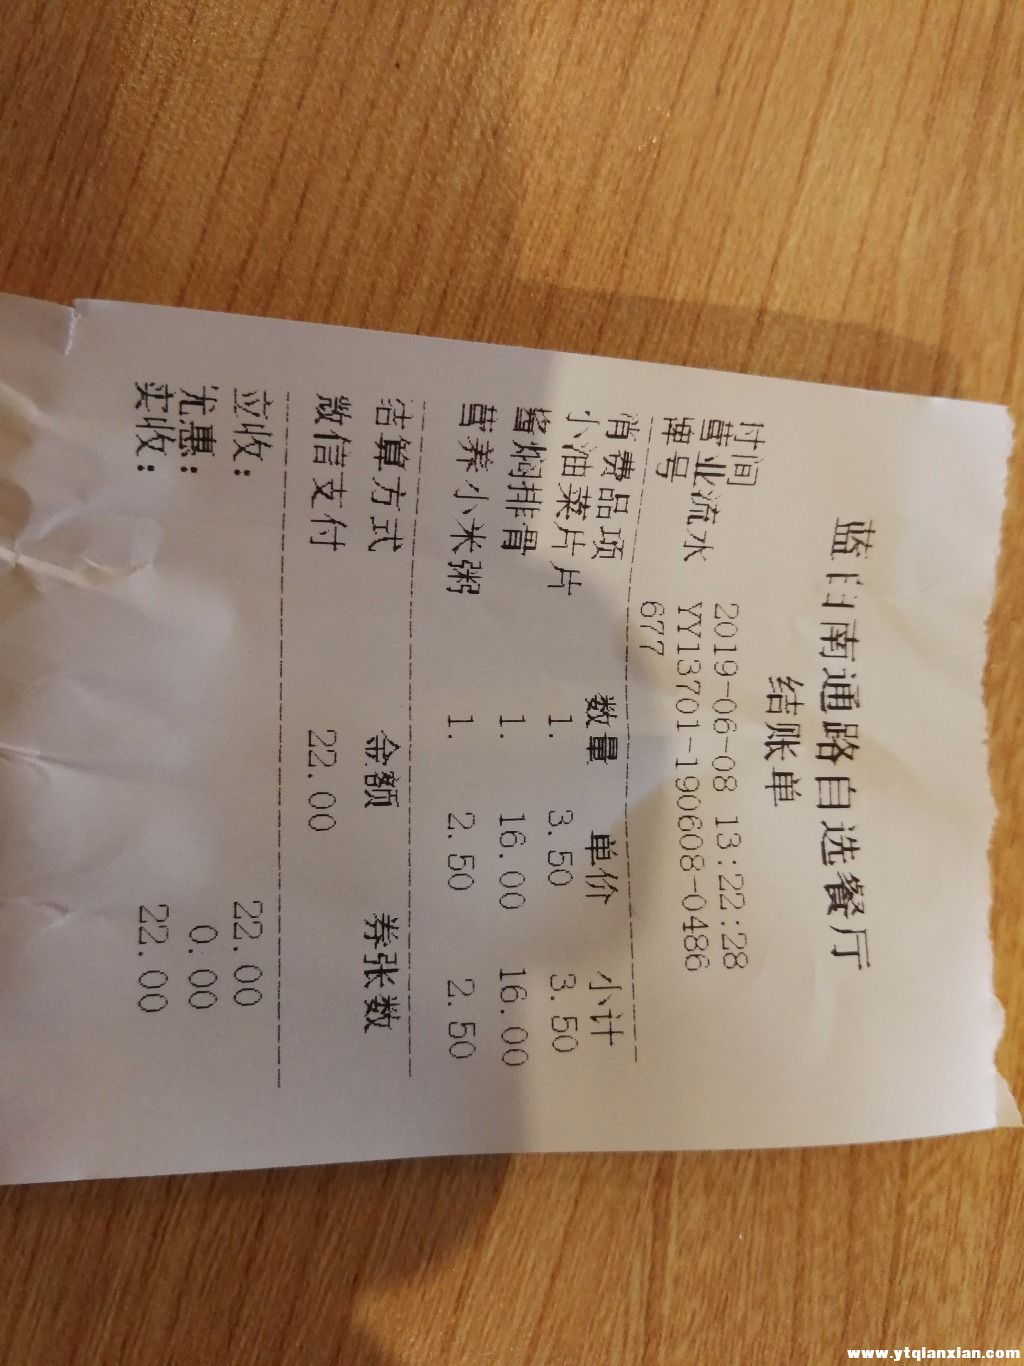 蓝白南通路自选餐厅
结账单
时间 2019-06-08 13:22:28
营业流水 YY13701-190608-0486
牌号 677
消费品项 数量 单价 小计
小油菜片片 1. 3.50 3.50
酱焖排骨 1. 16.00 16.00
营养小米粥 1. 2.50 2.50
结算方式 金额 券张数
微信支付 22.00
应收: 22.00
优惠: 0.00
实收: 22.00
www.ytqianxian.com